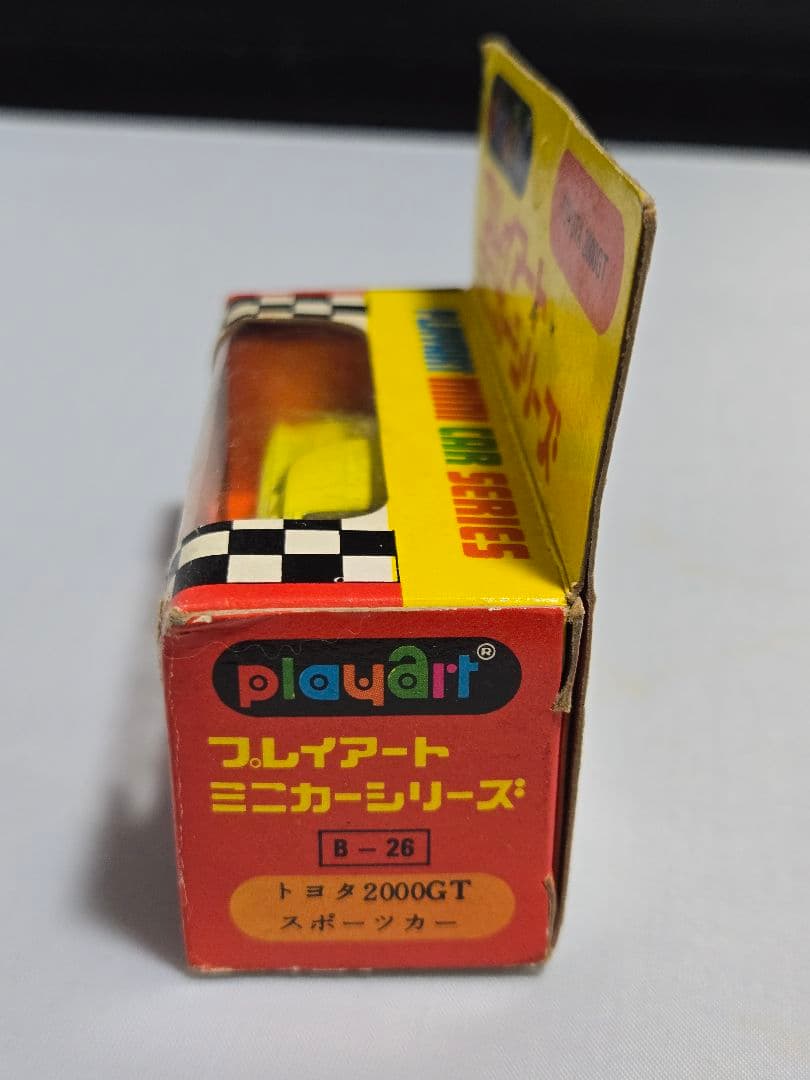 CAR SERIES
playart®
プレイアート
ミニカーシリーズ
B-26
トヨタ2000GT
スポーツカー